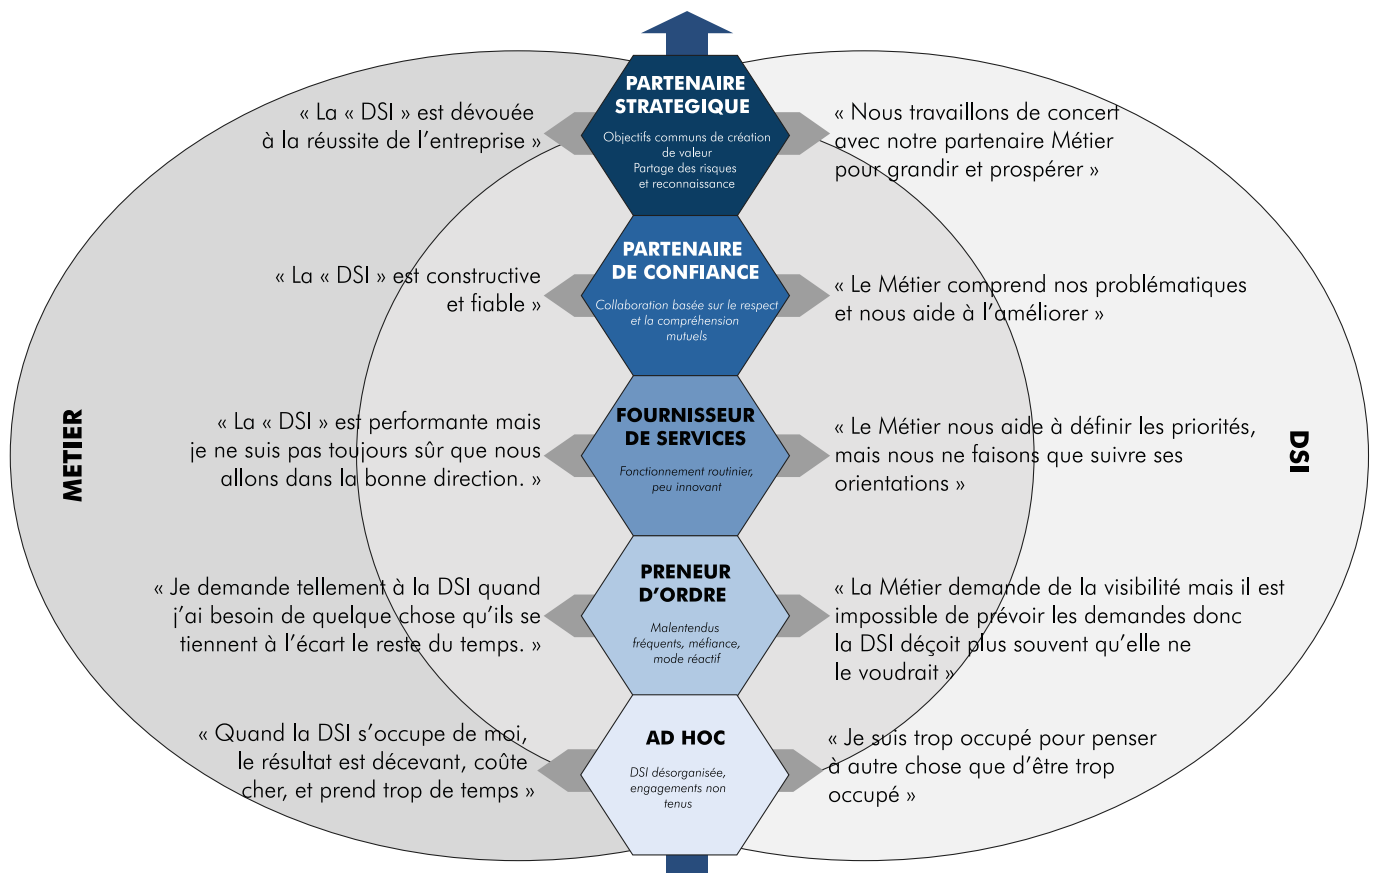 PARTENAIRE
STRATEGIQUE
Objectifs communs de création
de valeur
Partage des risques
et reconnaissance
« La « DSI » est dévouée
à la réussite de l’entreprise »
« Nous travaillons de concert
avec notre partenaire Métier
pour grandir et prospérer »
PARTENAIRE
DE CONFIANCE
Collaboration basée sur le respect
et la compréhension
mutuels
« La « DSI » est constructive
et fiable »
« Le Métier comprend nos problématiques
et nous aide à l’améliorer »
METIER
FOURNISSEUR
DE SERVICES
Fonctionnement routinier,
peu innovant
« La « DSI » est performante mais
je ne suis pas toujours sûr que nous
allons dans la bonne direction. »
« Le Métier nous aide à définir les priorités,
mais nous ne faisons que suivre ses
orientations »
DSI
PRENEUR
D’ORDRE
Malentendus
fréquents, méfiance,
mode réactif
« Je demande tellement à la DSI quand
j’ai besoin de quelque chose qu’ils se
tiennent à l’écart le reste du temps. »
« La Métier demande de la visibilité mais il est
impossible de prévoir les demandes donc
la DSI déçoit plus souvent qu’elle ne
le voudrait »
AD HOC
DSI désorganisée,
engagements non
tenus
« Quand la DSI s’occupe de moi,
le résultat est décevant, coûte
cher, et prend trop de temps »
« Je suis trop occupé pour penser
à autre chose que d’être trop
occupé »